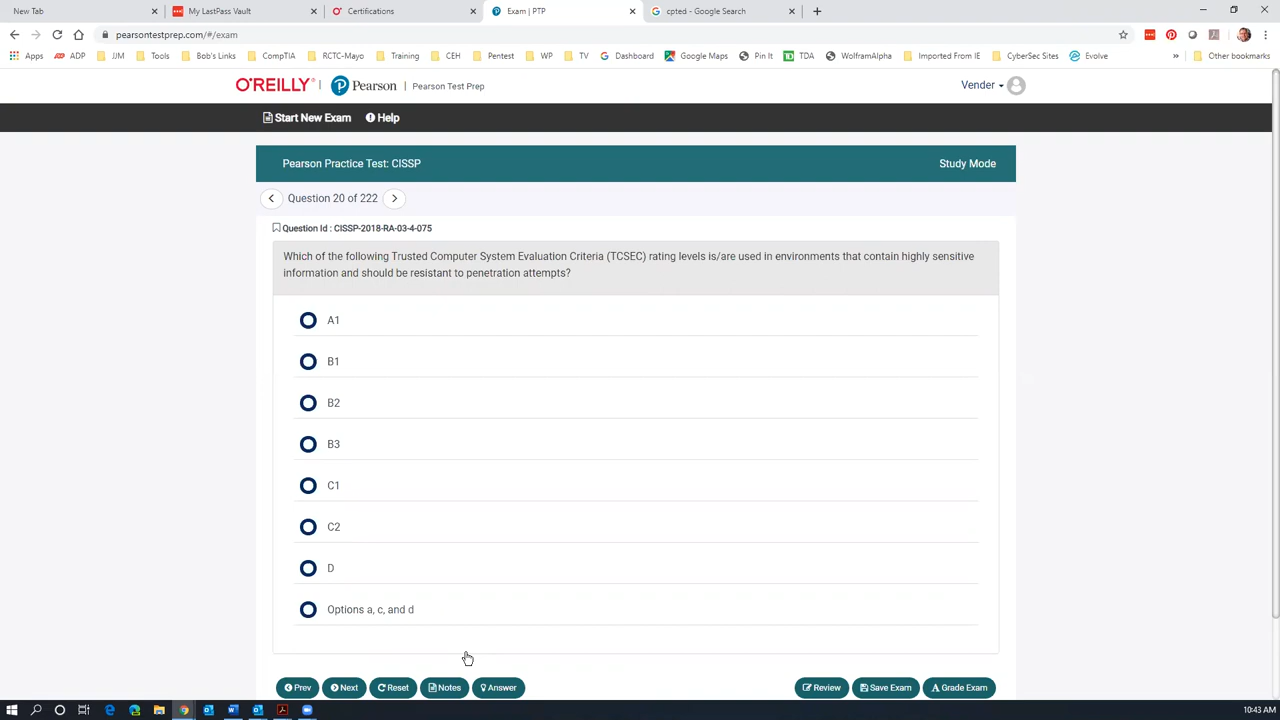 New Tab
My LastPass Vault
Certifications
Exam | PTP
cpted - Google Search
pearsontestprep.com/#/exam
Apps ADP JJM Tools Bob's Links CompTIA RCTC-Mayo Training CEH Pentest WP TV Dashboard Google Maps Pin It TDA WolframAlpha Imported From IE CyberSec Sites Evolve » Other bookmarks
O'REILLY | Pearson | Pearson Test Prep
Vender
Start New Exam Help
Pearson Practice Test: CISSP
Study Mode
Question 20 of 222
Question Id : CISSP-2018-RA-03-4-075
Which of the following Trusted Computer System Evaluation Criteria (TCSEC) rating levels is/are used in environments that contain highly sensitive
information and should be resistant to penetration attempts?
A1
B1
B2
B3
C1
C2
D
Options a, c, and d
Prev Next Reset Notes Answer Review Save Exam Grade Exam
10:43 AM